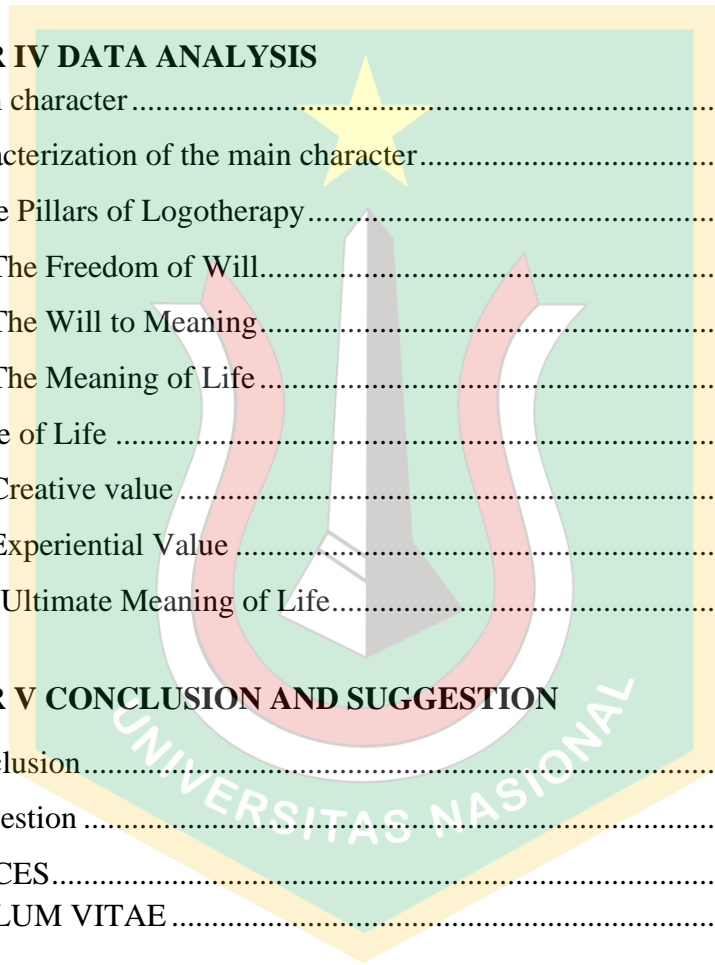 R IV DATA ANALYSIS
n character........................................................................
acterization of the main character....................................
e Pillars of Logotherapy..................................................
The Freedom of Will........................................................
The Will to Meaning........................................................
The Meaning of Life........................................................
e of Life ..........................................................................
Creative value ..................................................................
Experiential Value ............................................................
Ultimate Meaning of Life.................................................
R V CONCLUSION AND SUGGESTION
clusion..............................................................................
estion ...............................................................................
CES...................................................................................
LUM VITAE .....................................................................
UNIVERSITAS NASIONAL